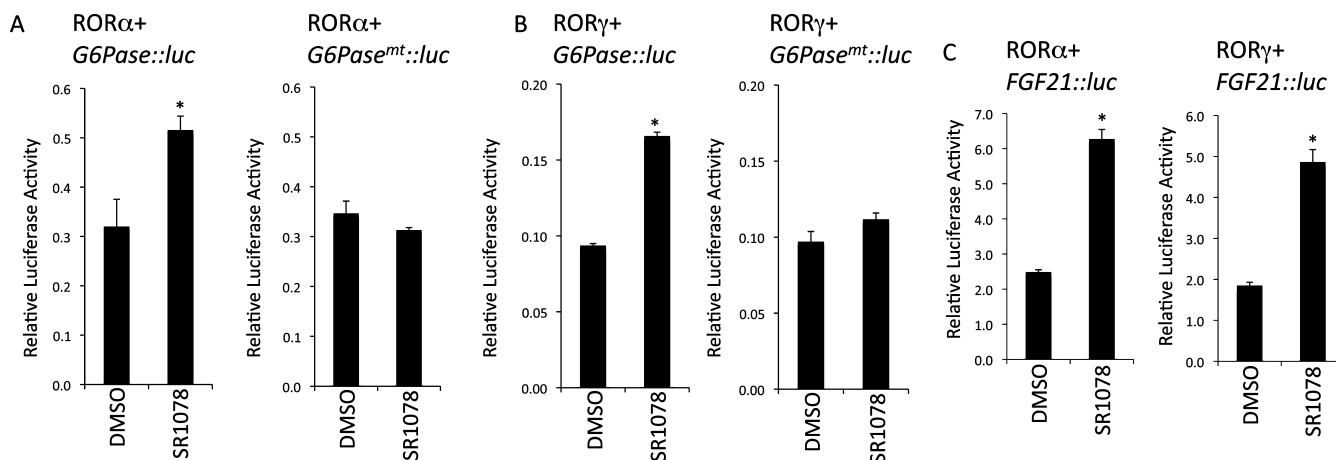 A
RORα+
G6Pase::luc
Relative Luciferase Activity
0.6
0.5
0.4
0.3
0.2
0.1
0.0
*
DMSO
SR1078
RORα+
G6Pasemt::luc
Relative Luciferase Activity
0.6
0.5
0.4
0.3
0.2
0.1
0.0
DMSO
SR1078
B
RORγ+
G6Pase::luc
Relative Luciferase Activity
0.20
0.15
0.10
0.05
0.00
*
DMSO
SR1078
RORγ+
G6Pasemt::luc
Relative Luciferase Activity
0.20
0.15
0.10
0.05
0.00
DMSO
SR1078
C
RORα+
FGF21::luc
Relative Luciferase Activity
7.0
6.0
5.0
4.0
3.0
2.0
1.0
0.0
*
DMSO
SR1078
RORγ+
FGF21::luc
Relative Luciferase Activity
6.0
5.0
4.0
3.0
2.0
1.0
0.0
*
DMSO
SR1078